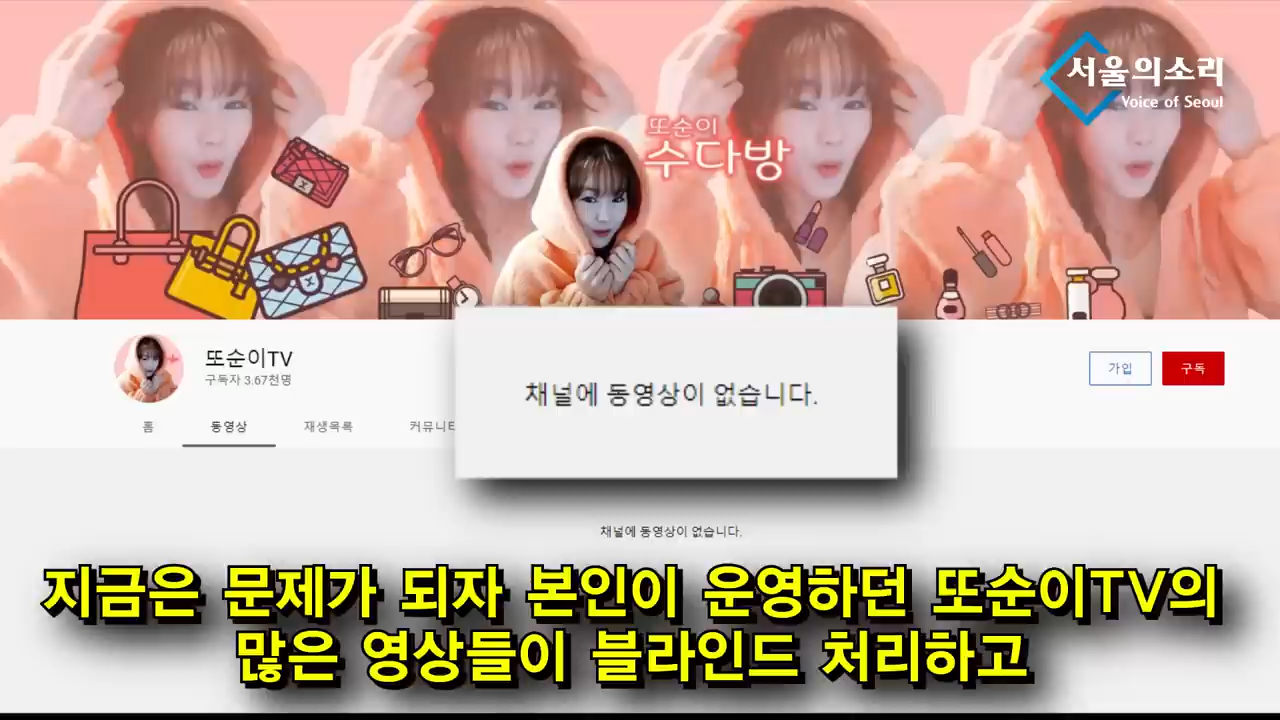 서울의소리
Voice of Seoul
또순이
수다방
또순이TV
구독자 3.67천명
가입
구독
홈
동영상
재생목록
커뮤니티
채널에 동영상이 없습니다.
채널에 동영상이 없습니다.
지금은 문제가 되자 본인이 운영하던 또순이TV의
많은 영상들이 블라인드 처리하고